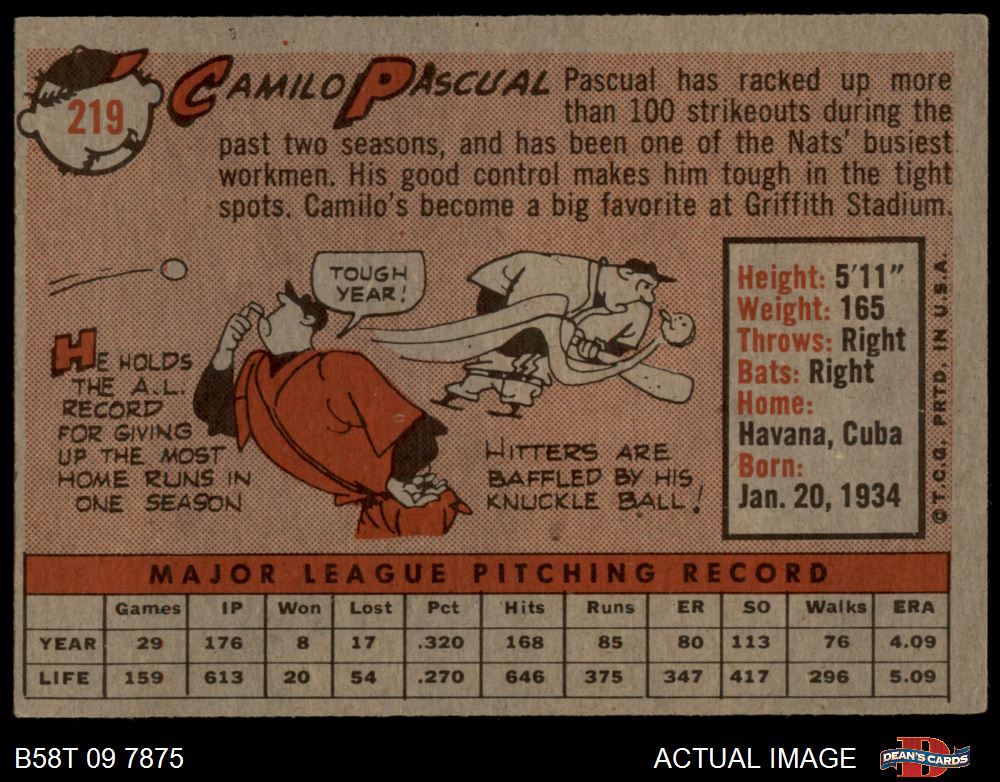 219
CAMILO PASCUAL
Pascual has racked up more
than 100 strikeouts during the
past two seasons, and has been one of the Nats' busiest
workmen. His good control makes him tough in the tight
spots. Camilo's become a big favorite at Griffith Stadium.
TOUGH
YEAR!
HE HOLDS
THE A.L.
RECORD
FOR GIVING
UP THE MOST
HOME RUNS IN
ONE SEASON
HITTERS ARE
BAFFLED BY HIS
KNUCKLE BALL!
Height: 5'11"
Weight: 165
Throws: Right
Bats: Right
Home:
Havana, Cuba
Born:
Jan. 20, 1934
©T.C.G. PRTD. IN U.S.A.
MAJOR LEAGUE PITCHING RECORD
Games IP Won Lost Pct Hits Runs ER SO Walks ERA
YEAR 29 176 8 17 .320 168 85 80 113 76 4.09
LIFE 159 613 20 54 .270 646 375 347 417 296 5.09
B58T 09 7875
ACTUAL IMAGE
D
DEAN'S CARDS